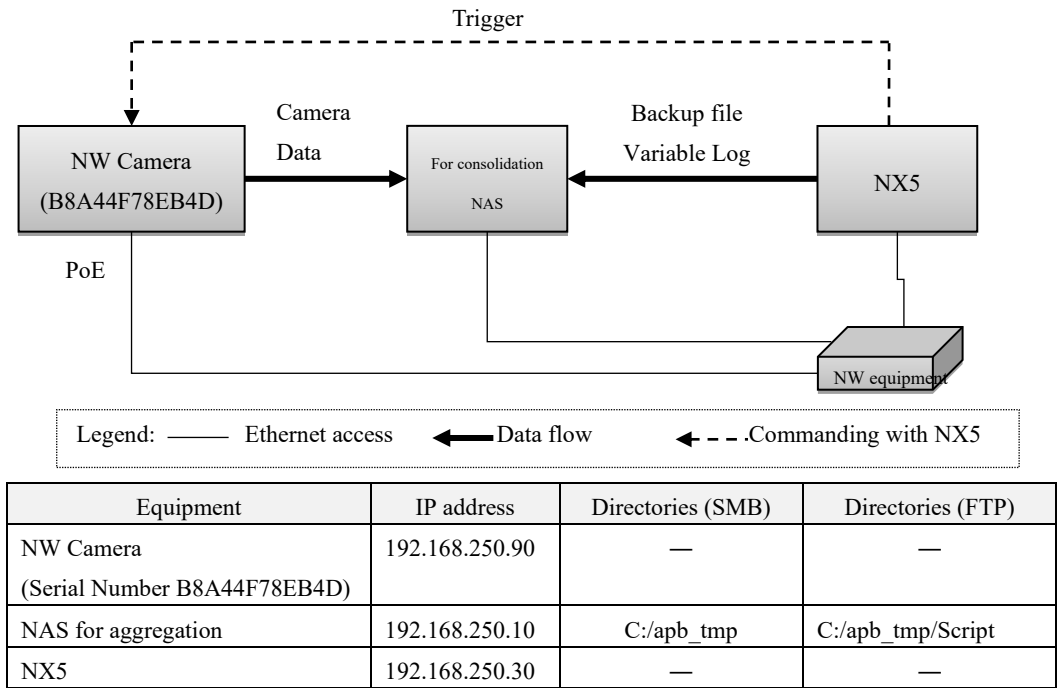 Trigger
Camera
Data
Backup file
Variable Log
NW Camera
(B8A44F78EB4D)
For consolidation
NAS
NX5
PoE
NW equipment
Legend: Ethernet access Data flow Commanding with NX5
Equipment IP address Directories (SMB) Directories (FTP)
NW Camera 192.168.250.90 ― ―
(Serial Number B8A44F78EB4D)
NAS for aggregation 192.168.250.10 C:/apb_tmp C:/apb_tmp/Script
NX5 192.168.250.30 ― ―